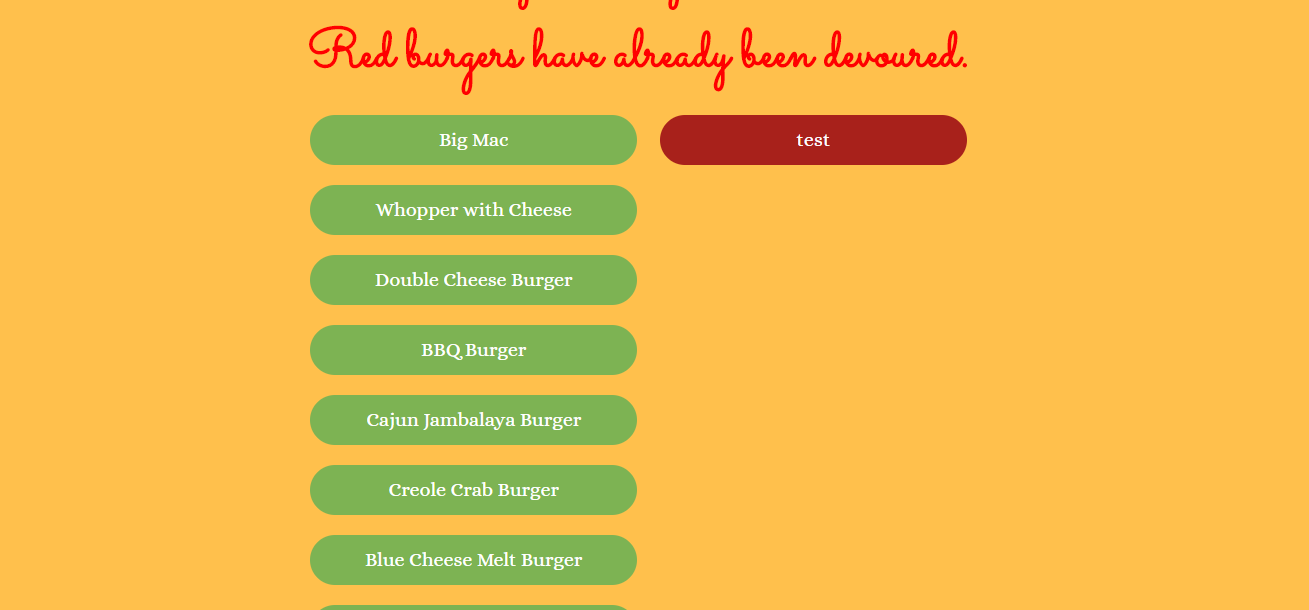 Red burgers have already been devoured.
Big Mac
test
Whopper with Cheese
Double Cheese Burger
BBQ Burger
Cajun Jambalaya Burger
Creole Crab Burger
Blue Cheese Melt Burger